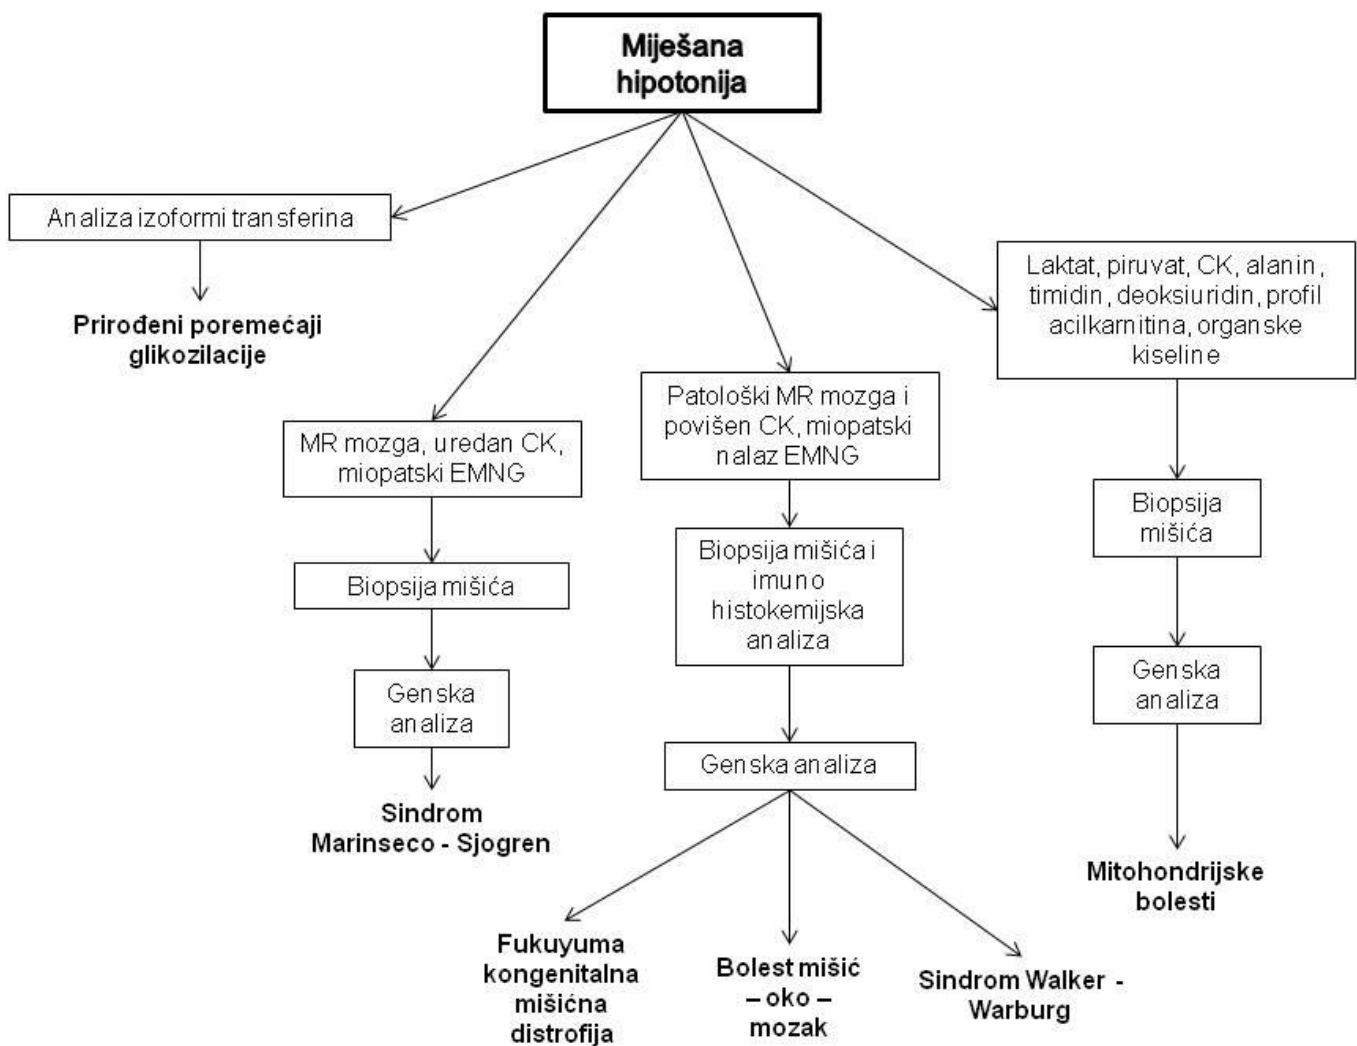 Miješana
hipotonija
Analiza izoformi transferina
Prirođeni poremećaji
glikozilacije
MR mozga, uredan CK,
miopatski EMNG
Biopsija mišića
Genska
analiza
Sindrom
Marinseco - Sjogren
Patološki MR mozga i
povišen CK, miopatski
nalaz EMNG
Biopsija mišića i
imuno
histokemijska
analiza
Genska analiza
Fukuyuma
kongenitalna
mišićna
distrofija
Bolest mišić
– oko –
mozak
Sindrom Walker -
Warburg
Laktat, piruvat, CK, alanin,
timidin, deoksiuridin, profil
acilkarnitina, organske
kiseline
Biopsija
mišića
Genska
analiza
Mitohondrijske
bolesti